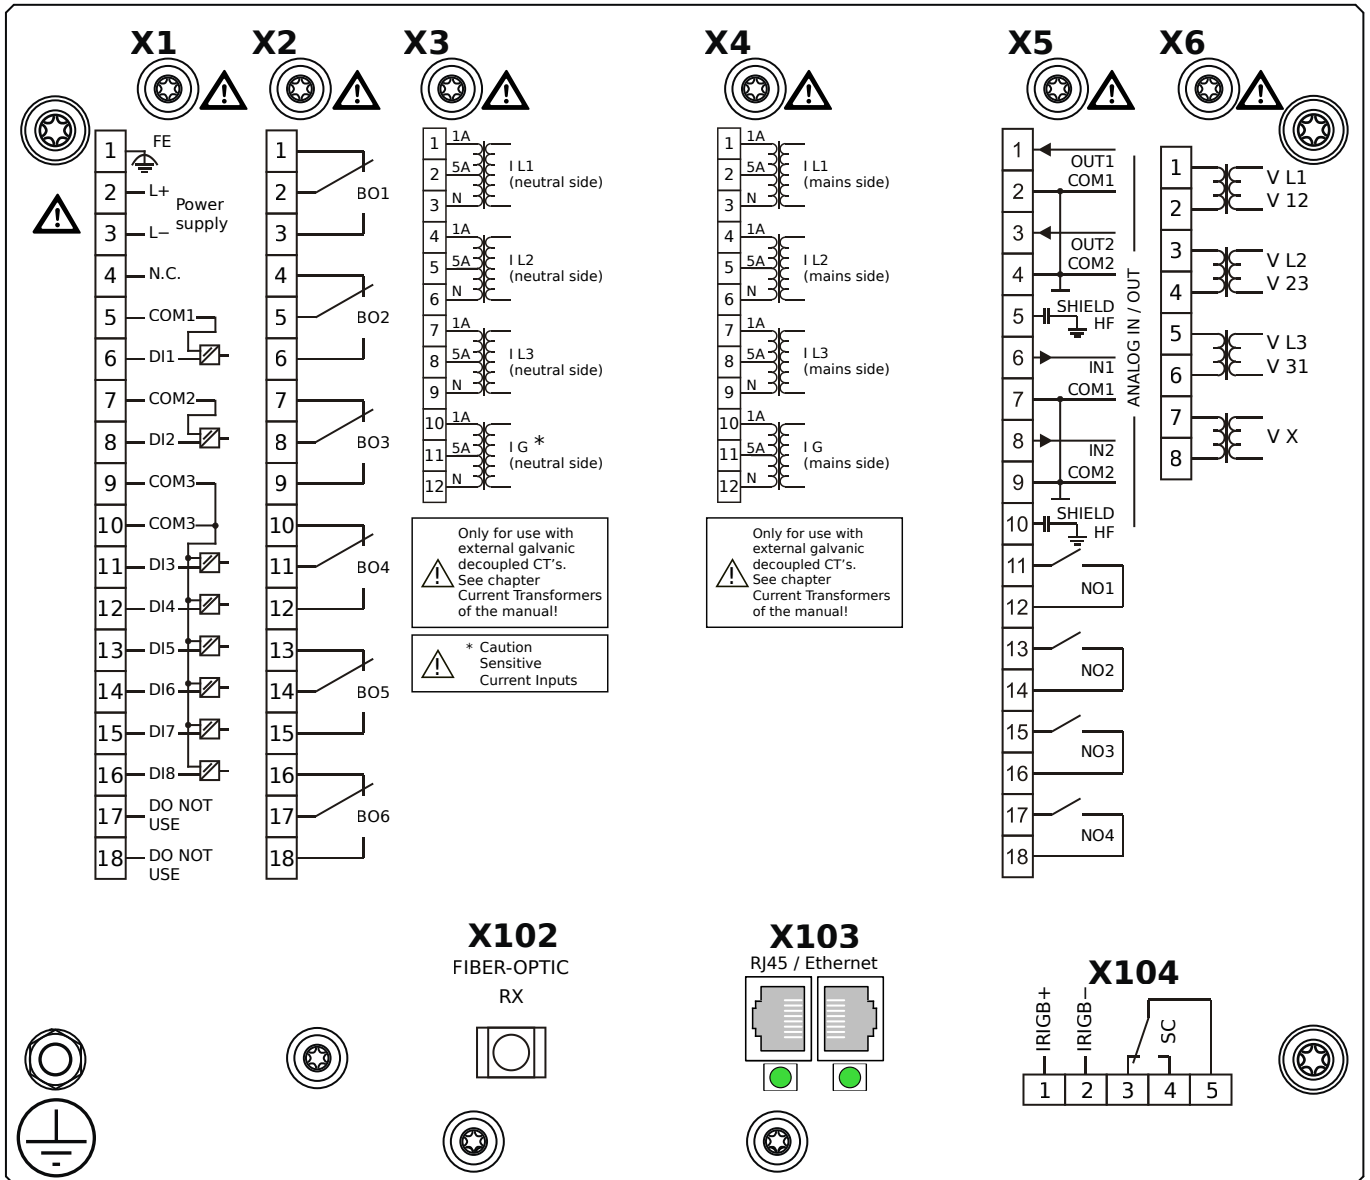 X1
1
FE
2
L+
Power
supply
3
L−
4
N.C.
5
COM1
6
DI1
7
COM2
8
DI2
9
COM3
10
COM3
11
DI3
12
DI4
13
DI5
14
DI6
15
DI7
16
DI8
17
DO NOT
USE
18
DO NOT
USE
X2
1
2
BO1
3
4
5
BO2
6
7
8
BO3
9
10
11
BO4
12
13
14
BO5
15
16
17
BO6
18
X3
1
1A
2
5A
I L1
(neutral side)
3
N
4
1A
5
5A
I L2
(neutral side)
6
N
7
1A
8
5A
I L3
(neutral side)
9
N
10
1A
11
5A
I G *
(neutral side)
12
N
Only for use with
external galvanic
decoupled CT’s.
See chapter
Current Transformers
of the manual!
* Caution
Sensitive
Current Inputs
X4
1
1A
2
5A
I L1
(mains side)
3
N
4
1A
5
5A
I L2
(mains side)
6
N
7
1A
8
5A
I L3
(mains side)
9
N
10
1A
11
5A
I G
(mains side)
12
N
Only for use with
external galvanic
decoupled CT’s.
See chapter
Current Transformers
of the manual!
X5
1
OUT1
2
COM1
3
OUT2
4
COM2
5
SHIELD
HF
6
IN1
7
COM1
8
IN2
9
COM2
10
SHIELD
HF
ANALOG IN / OUT
11
NO1
12
13
NO2
14
15
NO3
16
17
NO4
18
X6
1
V L1
2
V 12
3
V L2
4
V 23
5
V L3
6
V 31
7
V X
8
X102
FIBER-OPTIC
RX
X103
RJ45 / Ethernet
X104
IRIGB+
IRIGB−
SC
1 2 3 4 5